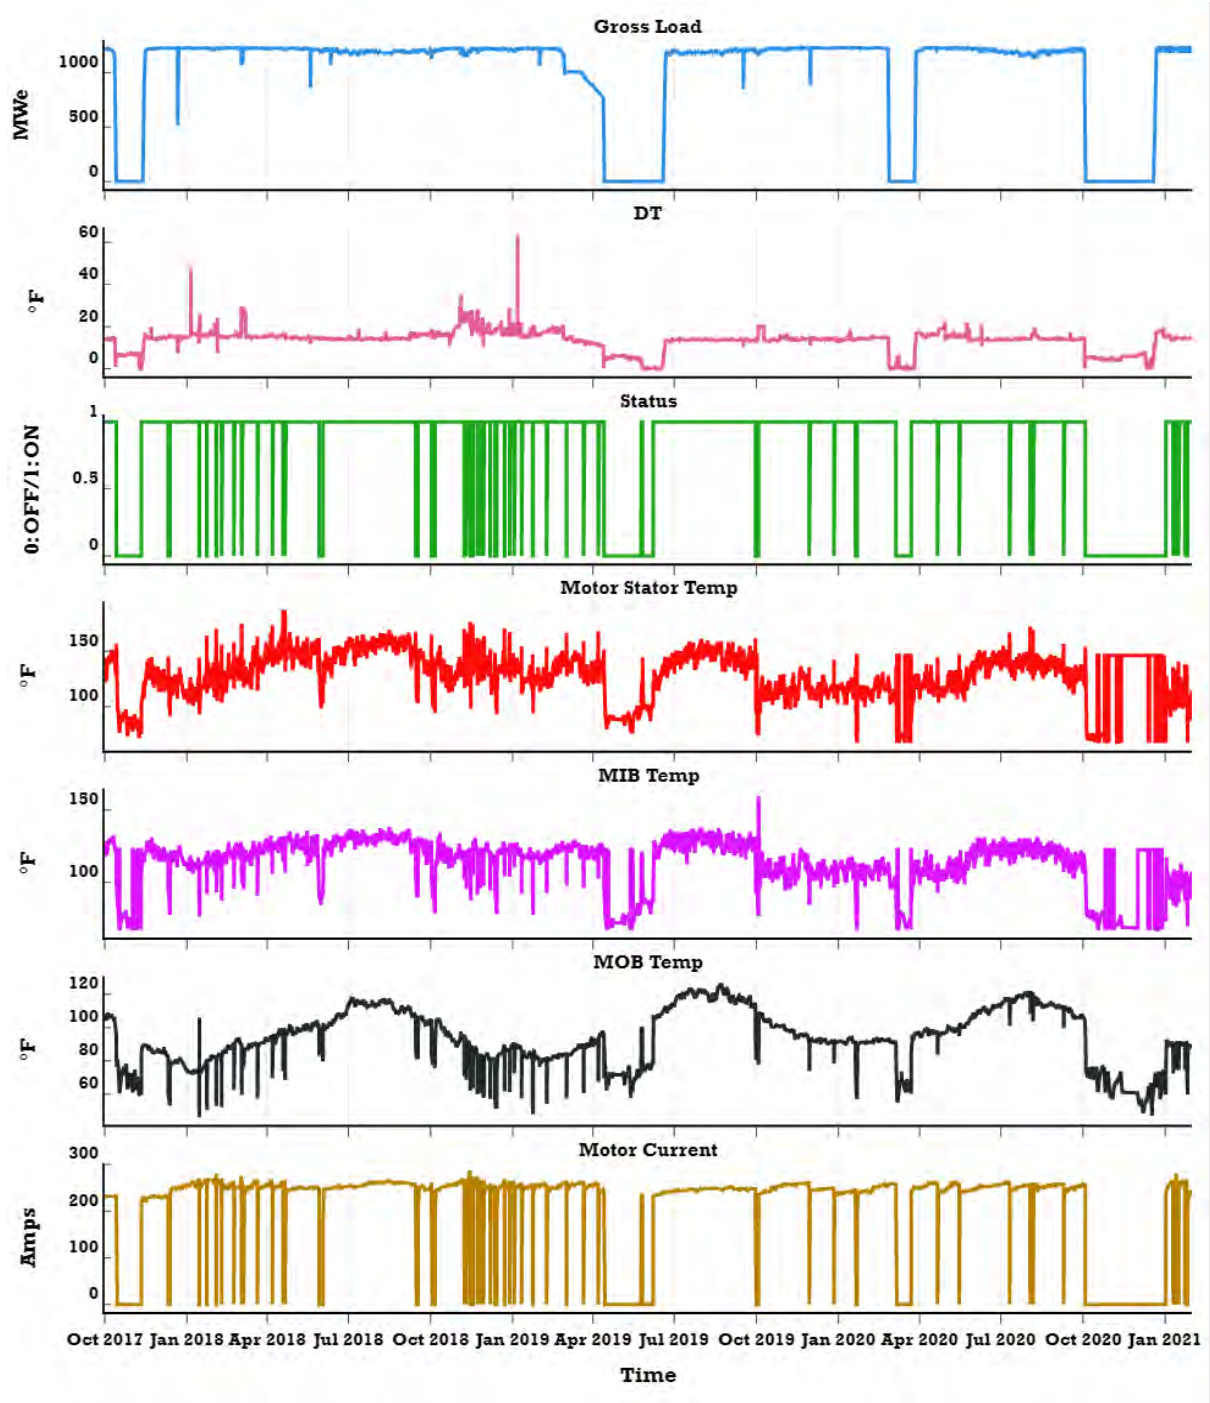 Gross Load
MWe
1000
500
0
DT
°F
60
40
20
0
Status
0:OFF/1:ON
1
0.5
0
Motor Stator Temp
°F
150
100
MIB Temp
°F
150
100
MOB Temp
°F
120
100
80
60
Motor Current
Amps
300
200
100
0
Oct 2017 Jan 2018 Apr 2018 Jul 2018 Oct 2018 Jan 2019 Apr 2019 Jul 2019 Oct 2019 Jan 2020 Apr 2020 Jul 2020 Oct 2020 Jan 2021
Time